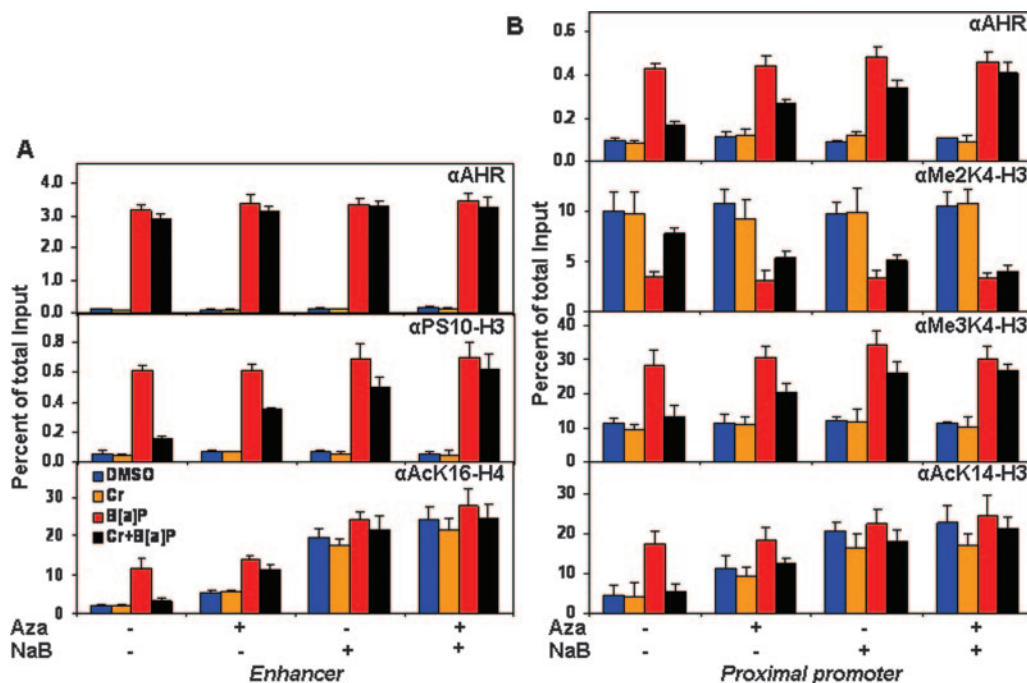 A
Percent of total Input
αAHR
4.0
3.0
2.0
1.0
0.0
αPS10-H3
0.8
0.6
0.4
0.2
0
αAcK16-H4
DMSO
Cr
B[a]P
Cr+B[a]P
30
20
10
0
Aza - + - +
NaB - - + +
Enhancer
B
Percent of total Input
αAHR
0.6
0.4
0.2
0.0
αMe2K4-H3
10
5
0
αMe3K4-H3
40
30
20
10
0
αAcK14-H3
30
20
10
0
- + - +
- - + +
Proximal promoter